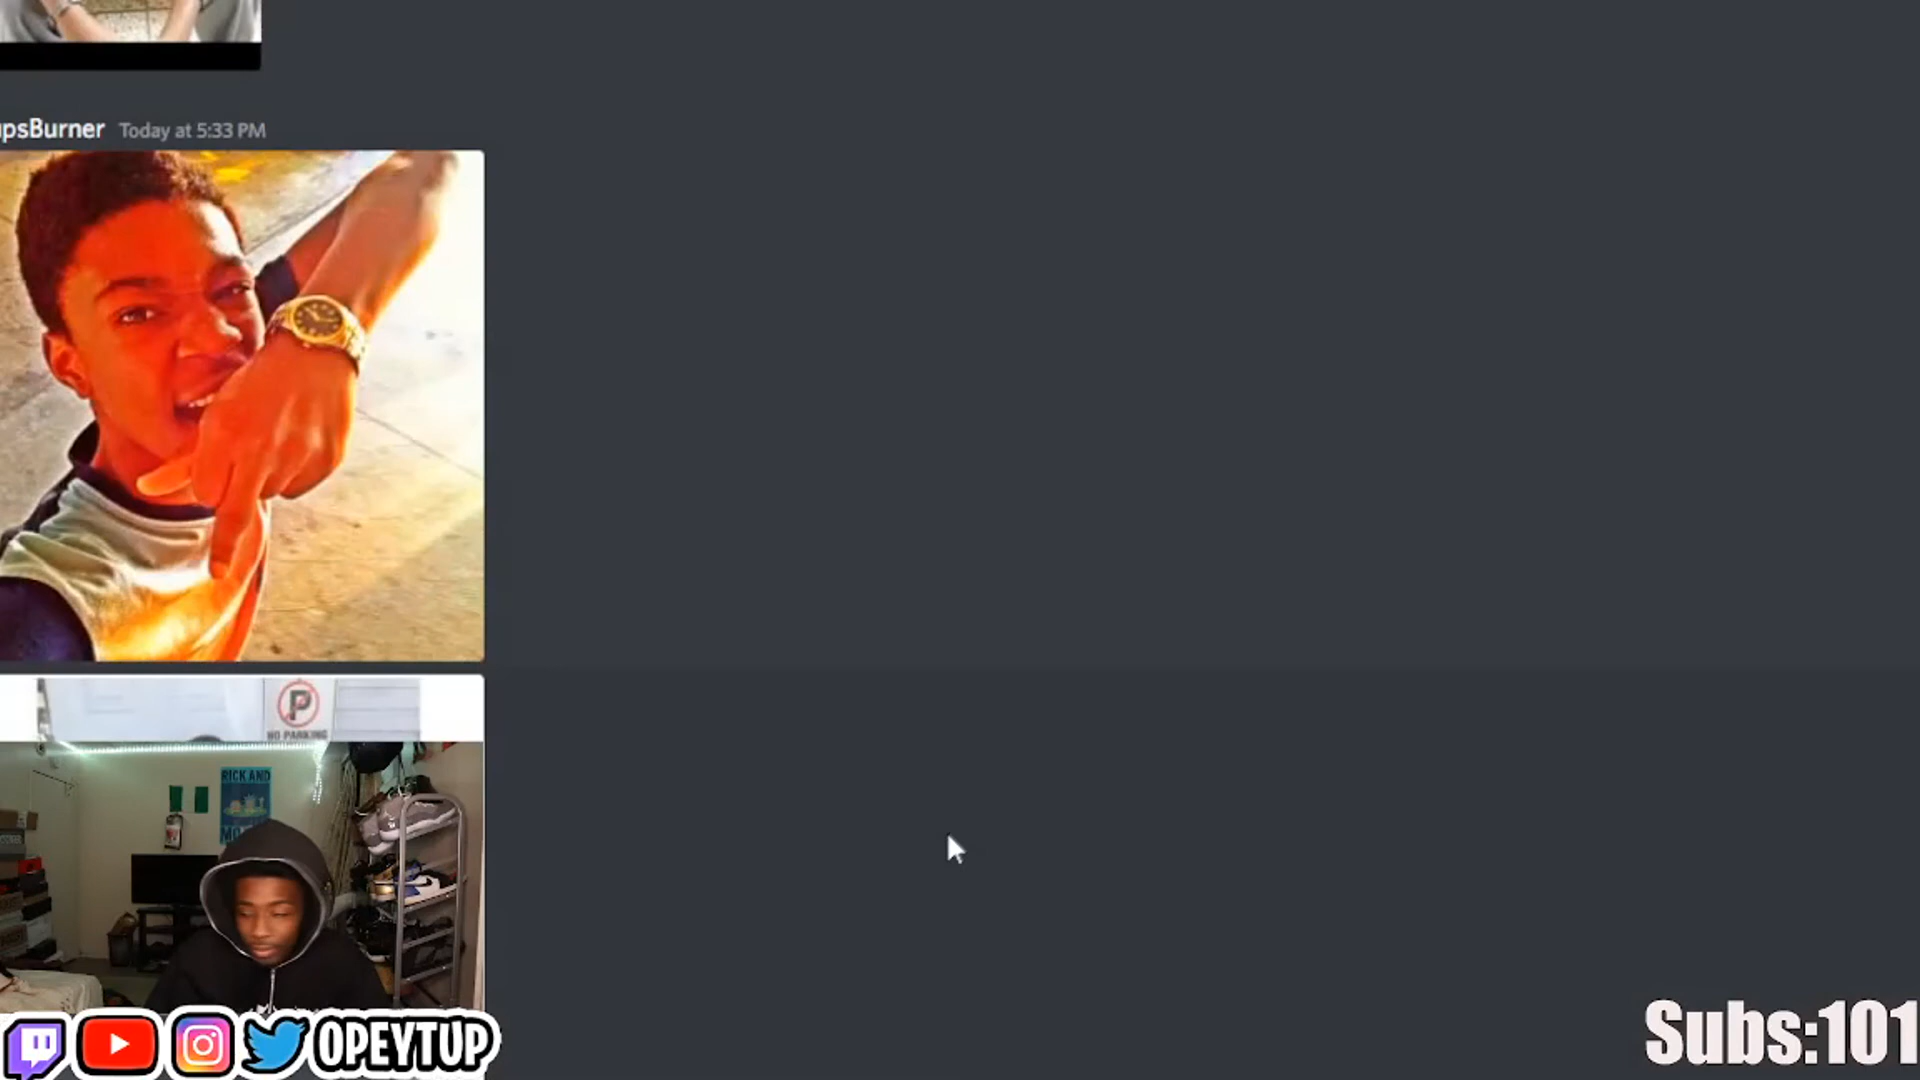 psBurner Today at 5:33 PM
P
NO PARKING
RICK AND
OPEYTUP
Subs:101